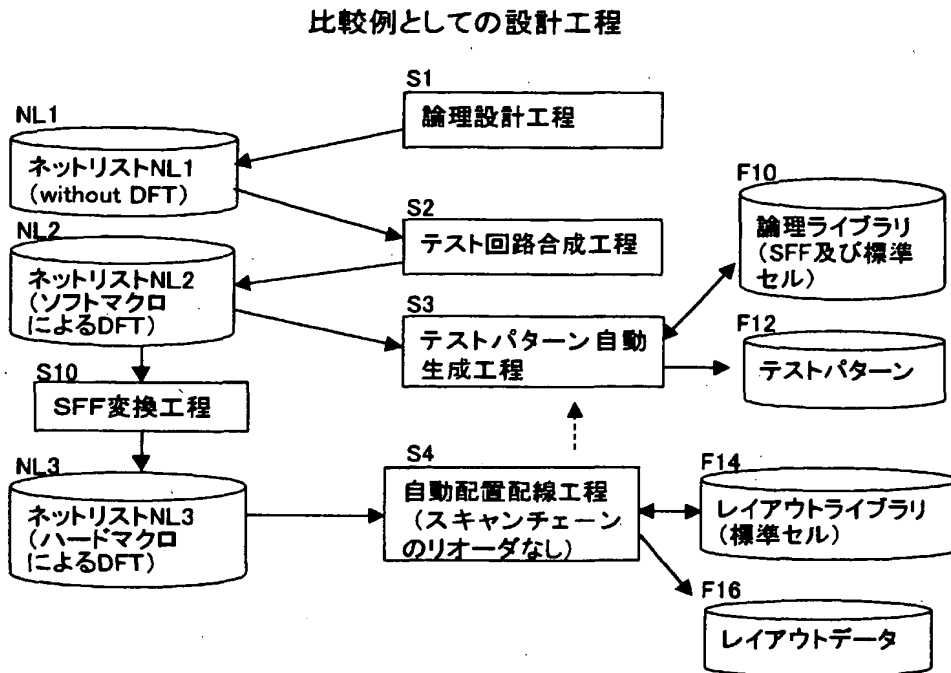 比較例としての設計工程
S1
論理設計工程
NL1
ネットリストNL1
(without DFT)
S2
テスト回路合成工程
F10
論理ライブラリ
(SFF及び標準
セル)
NL2
ネットリストNL2
(ソフトマクロ
によるDFT)
S3
テストパターン自動
生成工程
F12
テストパターン
S10
SFF変換工程
NL3
ネットリストNL3
(ハードマクロ
によるDFT)
S4
自動配置配線工程
(スキャンチェーン
のリオーダなし)
F14
レイアウトライブラリ
(標準セル)
F16
レイアウトデータ